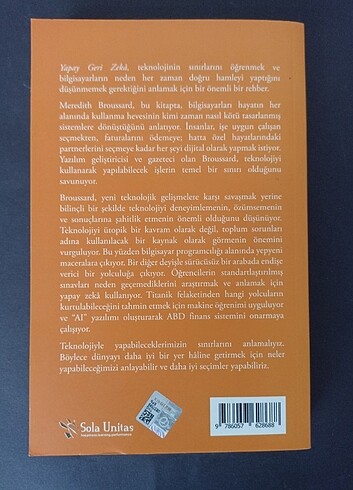 Yapay Geri Zekâ, teknolojinin sınırlarını öğrenmek ve
bilgisayarların neden her zaman doğru hamleyi yaptığını
düşünmemek gerektiğini anlamak için bir önemli bir rehber.
Meredith Broussard, bu kitapta, bilgisayarları hayatın her
alanında kullanma hevesinin kimi zaman nasıl kötü tasarlanmış
sistemlere dönüştüğünü anlatıyor. İnsanlar, işe uygun çalışan
seçmekten, faturalarını ödemeye; hatta özel hayatlarındaki
partnerlerini seçmeye kadar her şeyi dijital olarak yapmak istiyor.
Yazılım geliştiricisi ve gazeteci olan Broussard, teknolojiyi
kullanarak yapılabilecek işlerin temel bir sınırı olduğunu
savunuyor.
Broussard, yeni teknolojik gelişmelere karşı savaşmak yerine
bilinçli bir şekilde teknolojiyi deneyimlemenin, özümsemenin
ve sonuçlarına şahitlik etmenin önemli olduğunu düşünüyor.
Teknolojiyi ütopik bir kavram olarak değil, toplum sorunları
adına kullanılacak bir kaynak olarak görmenin önemini
vurguluyor. Bu yüzden bilgisayar programcılığı alanında yepyeni
maceralara çıkıyor. Bir diğer deyişle sürücüsüz bir arabada endişe
verici bir yolculuğa çıkıyor. Öğrencilerin standartlaştırılmış
sınavları neden geçemediklerini araştırmak ve anlamak için
yapay zekâ kullanıyor. Titanik felaketinden hangi yolcuların
kurtulabileceğini tahmin etmek için makine öğrenimi uyguluyor
ve "AI" yazılımı oluşturarak ABD finans sistemini onarmaya
çalışıyor.
Teknolojiyle yapabileceklerimizin sınırlarını anlamalıyız.
Böylece dünyayı daha iyi bir yer hâline getirmek için neler
yapabileceğimizi anlayabilir ve daha iyi seçimler yapabiliriz.
Sola Unitas
9 786057 628688